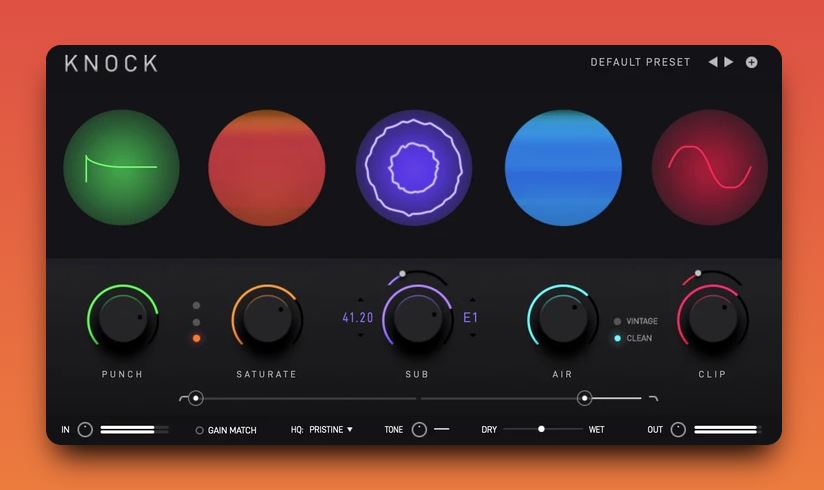 KNOCK
DEFAULT PRESET
41.20
E1
VINTAGE
CLEAN
PUNCH
SATURATE
SUB
AIR
CLIP
IN
GAIN MATCH
HQ: PRISTINE
TONE
DRY
WET
OUT